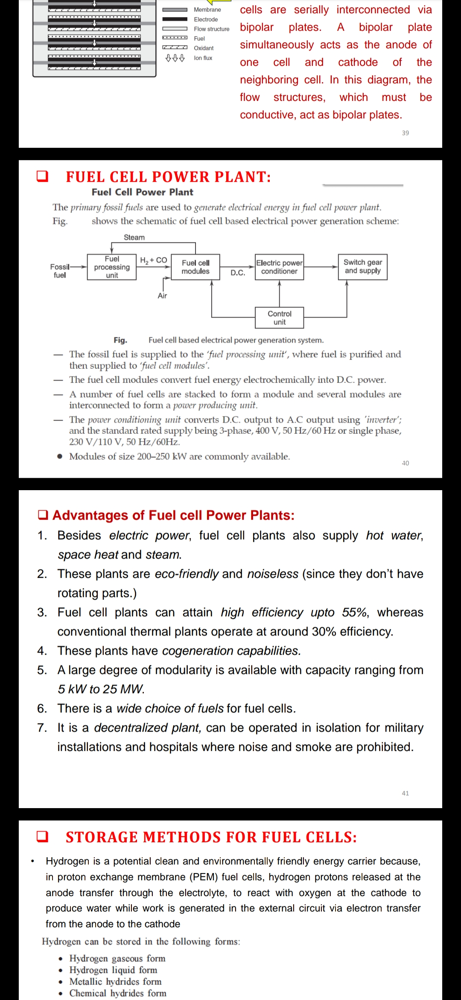 Membrane
Electrode
Flow structure
Fuel
Oxidant
Ion flux
cells are serially interconnected via
bipolar plates. A bipolar plate
simultaneously acts as the anode of
one cell and cathode of the
neighboring cell. In this diagram, the
flow structures, which must be
conductive, act as bipolar plates.
39
❑ FUEL CELL POWER PLANT:
Fuel Cell Power Plant
The primary fossil fuels are used to generate electrical energy in fuel cell power plant.
Fig. shows the schematic of fuel cell based electrical power generation scheme:
Steam
Fossil
fuel
Fuel
processing
unit
H₂ + CO
Air
Fuel cell
modules
D.C.
Electric power
conditioner
Switch gear
and supply
Control
unit
Fig. Fuel cell based electrical power generation system.
— The fossil fuel is supplied to the ‘fuel processing unit’, where fuel is purified and
then supplied to ‘fuel cell modules’.
— The fuel cell modules convert fuel energy electrochemically into D.C. power.
— A number of fuel cells are stacked to form a module and several modules are
interconnected to form a power producing unit.
— The power conditioning unit converts D.C. output to A.C output using ’inverter’;
and the standard rated supply being 3-phase, 400 V, 50 Hz/60 Hz or single phase,
230 V/110 V, 50 Hz/60Hz.
● Modules of size 200–250 kW are commonly available.
40
❑ Advantages of Fuel cell Power Plants:
1. Besides electric power, fuel cell plants also supply hot water,
space heat and steam.
2. These plants are eco-friendly and noiseless (since they don’t have
rotating parts.)
3. Fuel cell plants can attain high efficiency upto 55%, whereas
conventional thermal plants operate at around 30% efficiency.
4. These plants have cogeneration capabilities.
5. A large degree of modularity is available with capacity ranging from
5 kW to 25 MW.
6. There is a wide choice of fuels for fuel cells.
7. It is a decentralized plant, can be operated in isolation for military
installations and hospitals where noise and smoke are prohibited.
41
❑ STORAGE METHODS FOR FUEL CELLS:
• Hydrogen is a potential clean and environmentally friendly energy carrier because,
in proton exchange membrane (PEM) fuel cells, hydrogen protons released at the
anode transfer through the electrolyte, to react with oxygen at the cathode to
produce water while work is generated in the external circuit via electron transfer
from the anode to the cathode
Hydrogen can be stored in the following forms:
• Hydrogen gaseous form
• Hydrogen liquid form
• Metallic hydrides form
• Chemical hydrides form